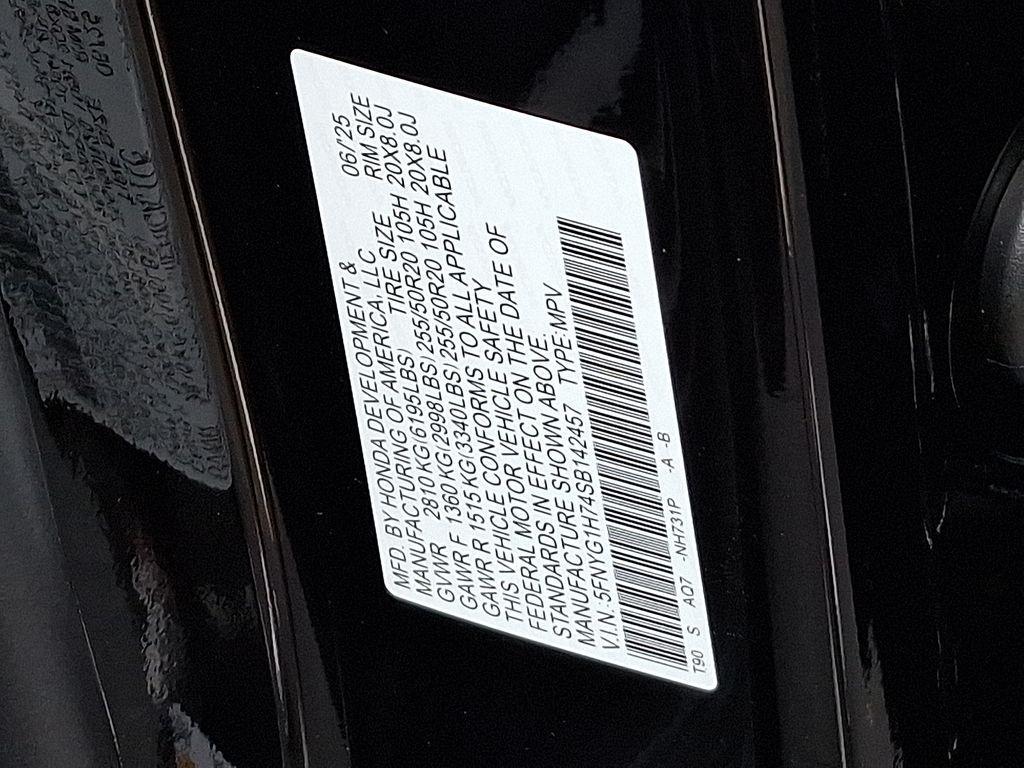 MFD. BY HONDA DEVELOPMENT &
MANUFACTURING OF AMERICA, LLC 06/25
GVWR 2810 KG(6195LBS) TIRE SIZE RIM SIZE
GAWR F 1360 KG(2998LBS) 255/50R20 105H 20X8.0J
GAWR R 1515 KG(3340LBS) 255/50R20 105H 20X8.0J
THIS VEHICLE CONFORMS TO ALL APPLICABLE
FEDERAL MOTOR VEHICLE SAFETY
STANDARDS IN EFFECT ON THE DATE OF
MANUFACTURE SHOWN ABOVE.
V.I.N.:5FNYG1H74SB142457 TYPE:MPV
T90 S AQ7 -NH731P -A -B